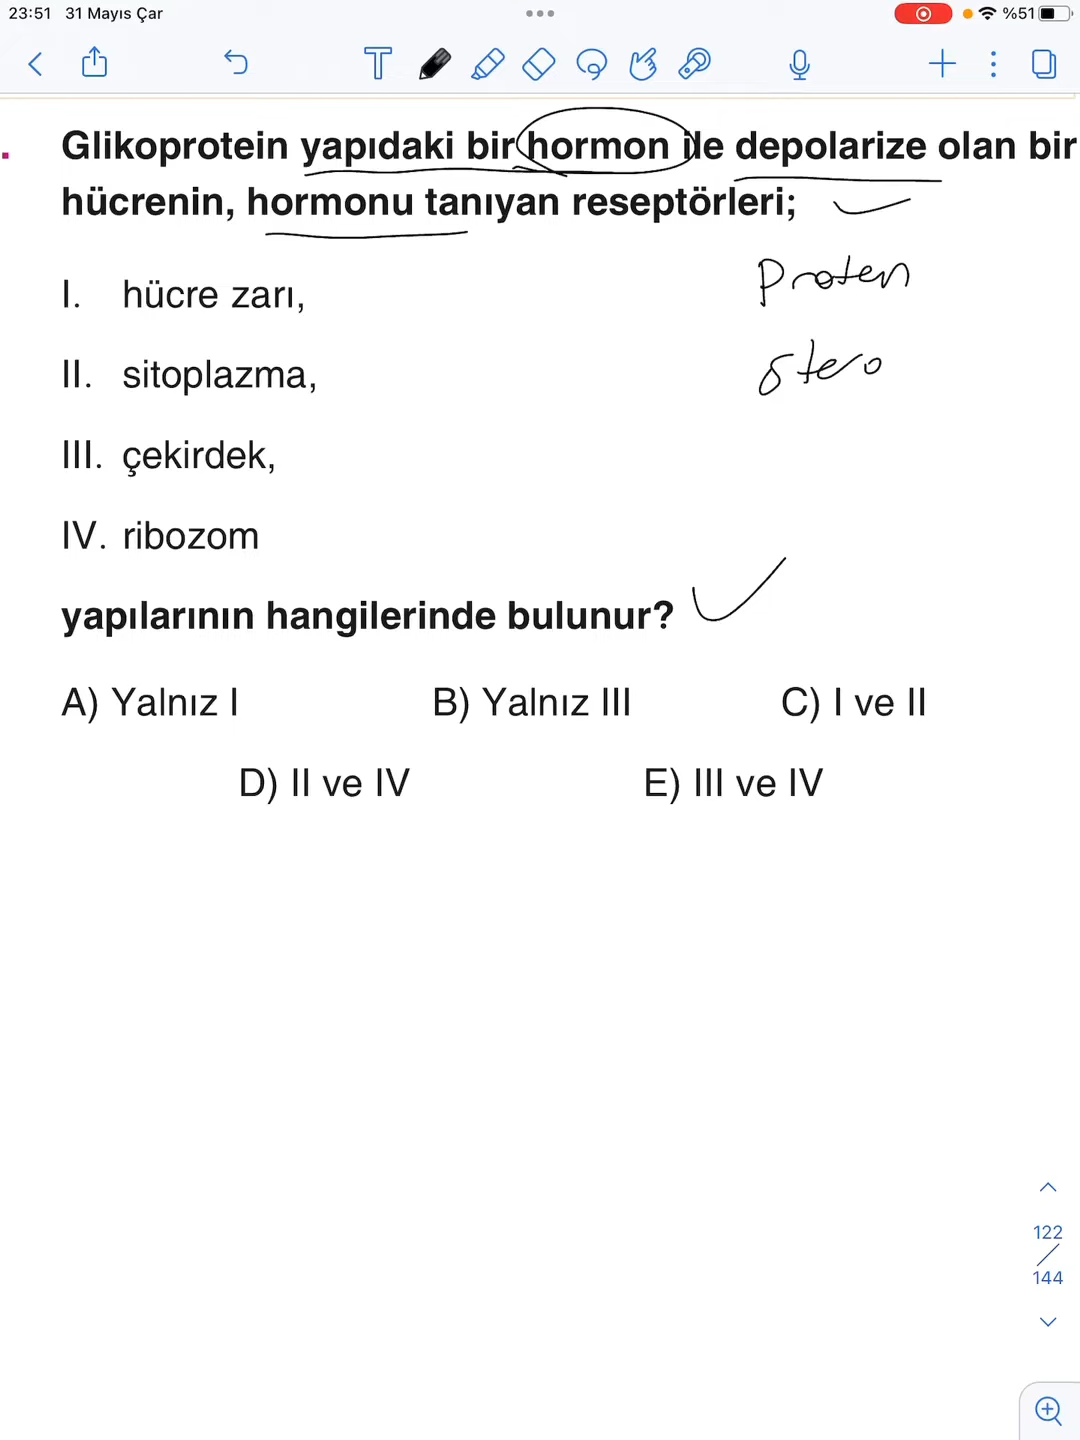 23:51 31 Mayıs Çar
%51
Glikoprotein yapıdaki bir hormon ile depolarize olan bir
hücrenin, hormonu tanıyan reseptörleri;
Proten
I. hücre zarı,
stero
II. sitoplazma,
III. çekirdek,
IV. ribozom
yapılarının hangilerinde bulunur?
A) Yalnız I B) Yalnız III C) I ve II
D) II ve IV E) III ve IV
122
144